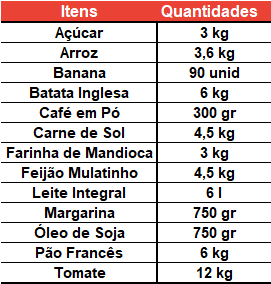 Itens Quantidades
Açúcar 3 kg
Arroz 3,6 kg
Banana 90 unid
Batata Inglesa 6 kg
Café em Pó 300 gr
Carne de Sol 4,5 kg
Farinha de Mandioca 3 kg
Feijão Mulatinho 4,5 kg
Leite Integral 6 l
Margarina 750 gr
Óleo de Soja 750 gr
Pão Francês 6 kg
Tomate 12 kg